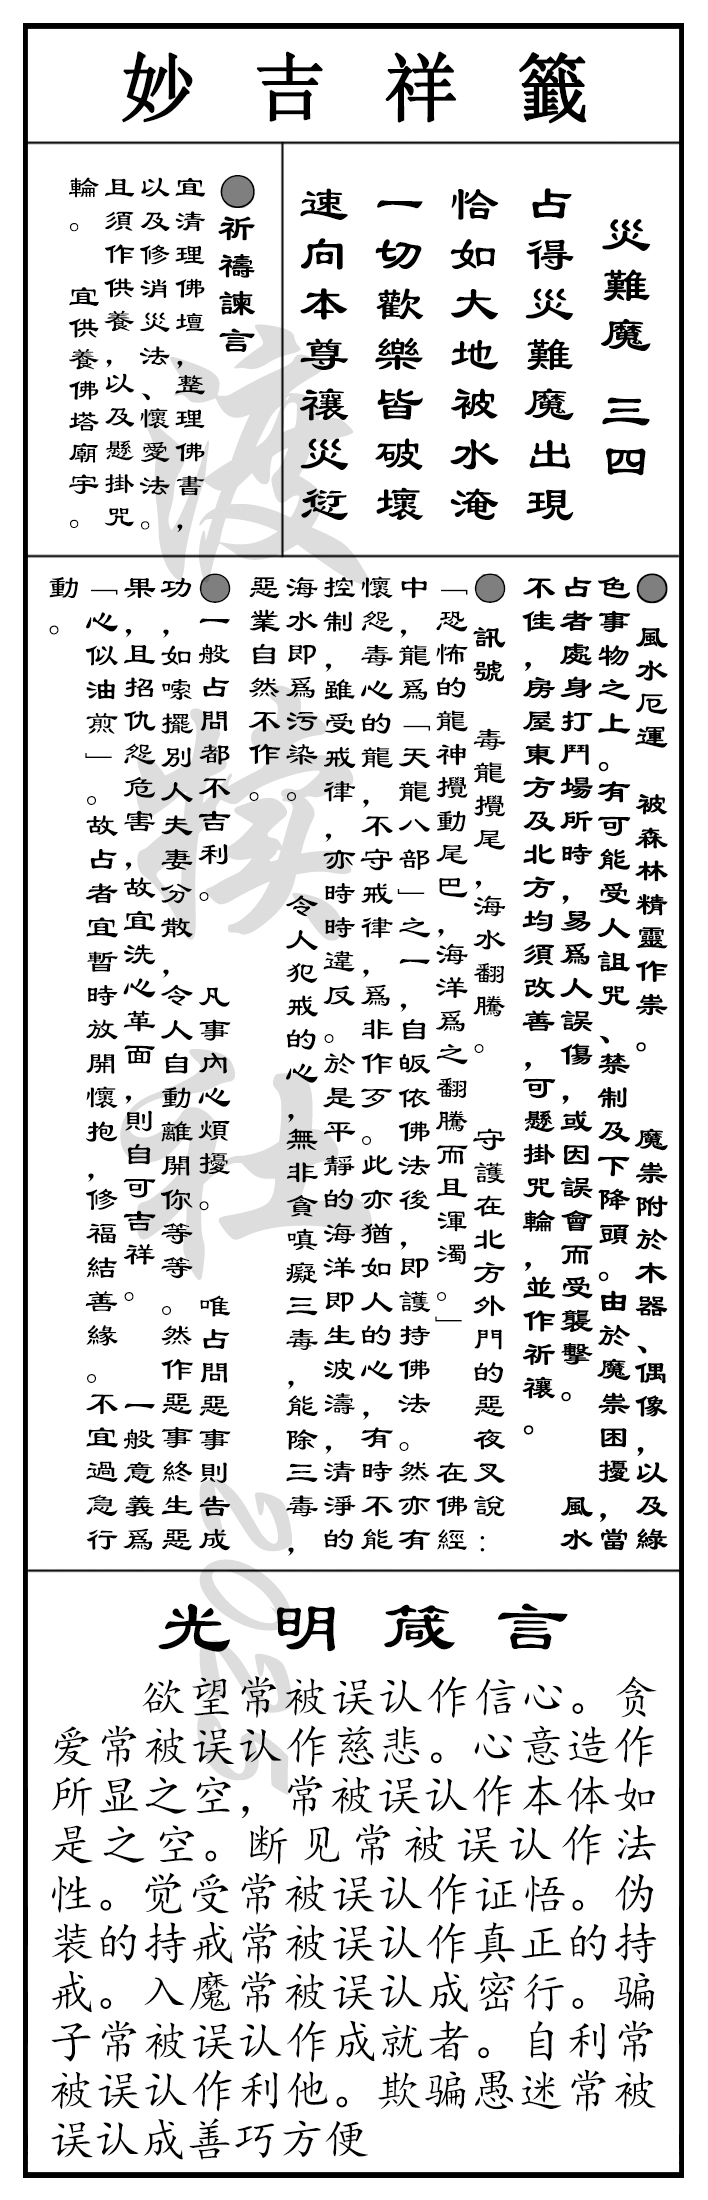 妙吉祥籤
災難魔 三四
占得災難魔出現
恰如大地被水淹
一切歡樂皆破壞
速向本尊禳災愆
●祈禱諫言
宜清理佛壇，整理佛書，
以及修消災法、懷愛法。
且須作供養，以及懸掛咒
輪。 宜供養佛塔廟宇。
●風水厄運 被森林精靈作祟。 魔祟附於木器、偶像，以及綠
色事物之上。有可能受人詛咒、禁制及下降頭。由於魔祟困擾，當
占者處身打鬥場所時，易爲人誤傷，或因誤會而受襲擊。 風水
不佳，房屋東方及北方均須改善，可懸掛咒輪，並作祈禳。
●訊號 毒龍攪尾，海水翻騰。 守護在北方外門的惡夜叉說：
「恐怖的龍神攪動尾巴，海洋爲之翻騰而且渾濁。」 在佛經
中，龍爲「天龍八部」之一，自皈依佛法後，即護持佛法。然亦有
懷怨毒心的龍，不守戒律，爲非作歹。此亦猶如人的心，有時不能
控制，雖受戒律，亦時時違反。於是平靜的海洋即生波濤，清淨的
海水即爲污染。 令人犯戒的心，無非貪嗔癡三毒，能除三毒，
惡業自然不作。
●一般占問都不吉利。 凡事內心煩擾。 唯占問惡事則告成
功，如嗦擺別人夫妻分散，令人自動離開你等等。然作惡事終生惡
果，且招仇怨危害，故宜洗心革面，則自可吉祥。 一般意義爲
「心似油煎」。故占者宜暫時放開懷抱，修福結善緣。不宜過急行
動。
光明箴言
欲望常被误认作信心。贪
爱常被误认作慈悲。心意造作
所显之空，常被误认作本体如
是之空。断见常被误认作法
性。觉受常被误认作证悟。伪
装的持戒常被误认作真正的持
戒。入魔常被误认成密行。骗
子常被误认作成就者。自利常
被误认作利他。欺骗愚迷常被
误认成善巧方便
2025